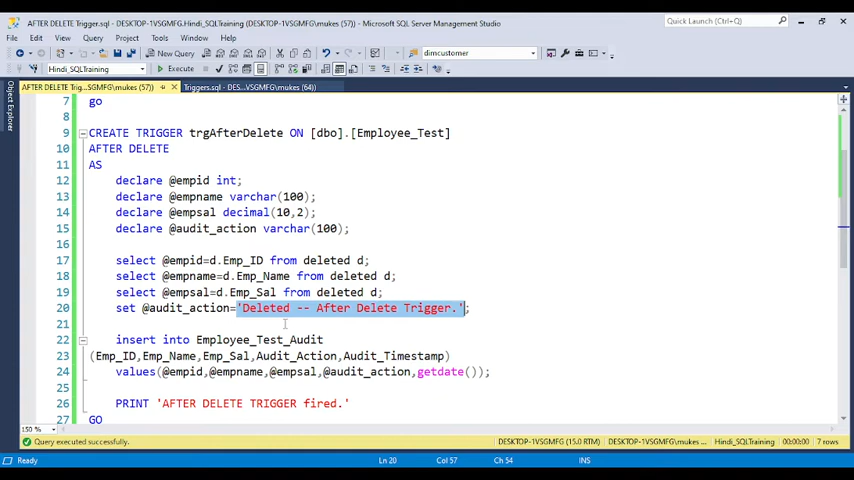 AFTER DELETE Trigger.sql - DESKTOP-1VSGMFG.Hindi_SQLTraining (DESKTOP-1VSGMFG\mukes (57)) - Microsoft SQL Server Management Studio
Quick Launch (Ctrl+Q)
File Edit View Query Project Tools Window Help
New Query
dimcustomer
Hindi_SQLTraining
Execute
AFTER DELETE Trig...SGMFG\mukes (57))
Triggers.sql - DES...VSGMFG\mukes (64))
Object Explorer
7 go
8
9 CREATE TRIGGER trgAfterDelete ON [dbo].[Employee_Test]
10 AFTER DELETE
11 AS
12 declare @empid int;
13 declare @empname varchar(100);
14 declare @empsal decimal(10,2);
15 declare @audit_action varchar(100);
16
17 select @empid=d.Emp_ID from deleted d;
18 select @empname=d.Emp_Name from deleted d;
19 select @empsal=d.Emp_Sal from deleted d;
20 set @audit_action='Deleted -- After Delete Trigger.';
21
22 insert into Employee_Test_Audit
23 (Emp_ID,Emp_Name,Emp_Sal,Audit_Action,Audit_Timestamp)
24 values(@empid,@empname,@empsal,@audit_action,getdate());
25
26 PRINT 'AFTER DELETE TRIGGER fired.'
27 GO
150 %
Query executed successfully.
DESKTOP-1VSGMFG (15.0 RTM)
DESKTOP-1VSGMFG\mukes ...
Hindi_SQLTraining
00:00:00
7 rows
Ready
Ln 20
Col 57
Ch 54
INS